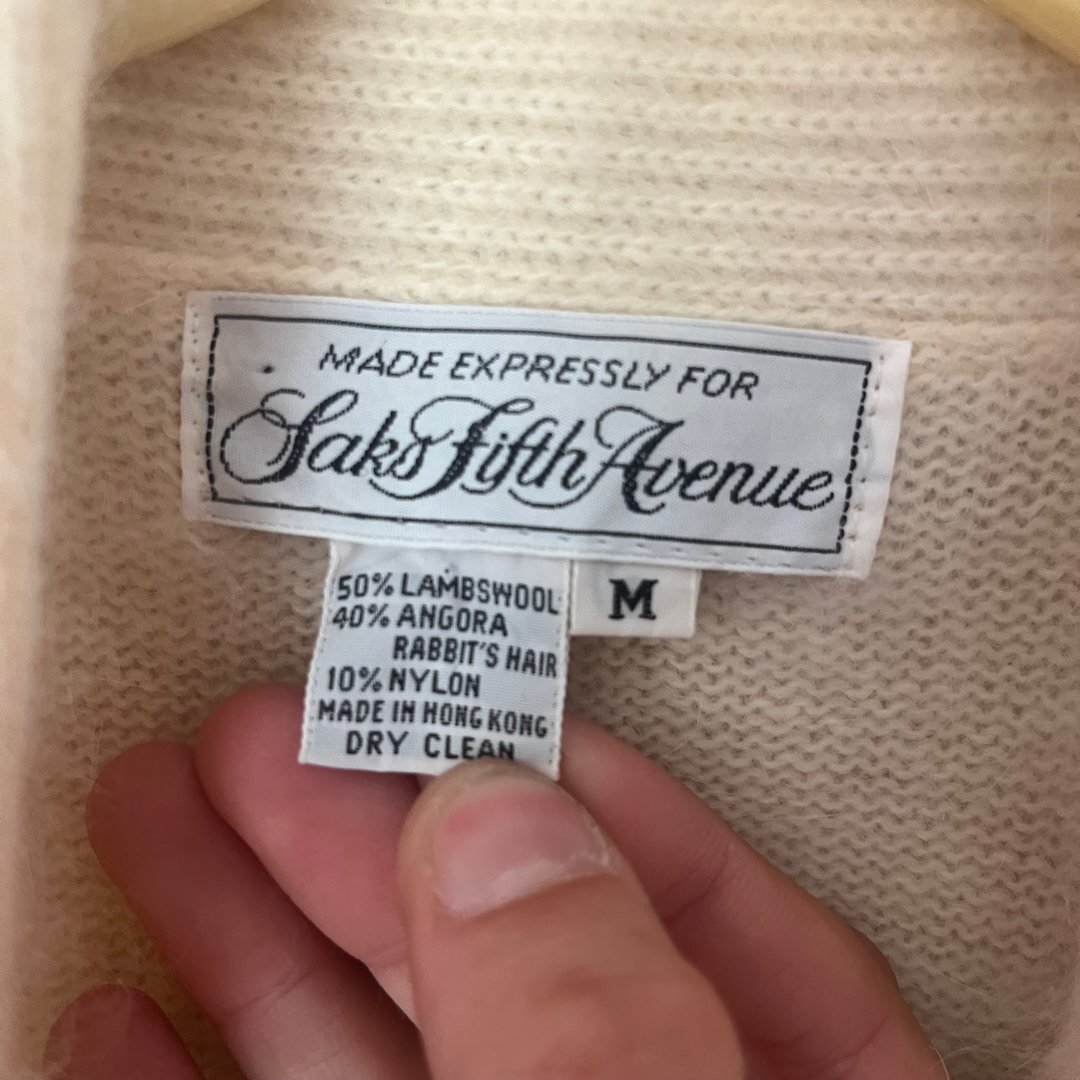 MADE EXPRESSLY FOR
Saks Fifth Avenue
50% LAMBSWOOL
40% ANGORA
RABBIT'S HAIR
10% NYLON
MADE IN HONG KONG
DRY CLEAN
M